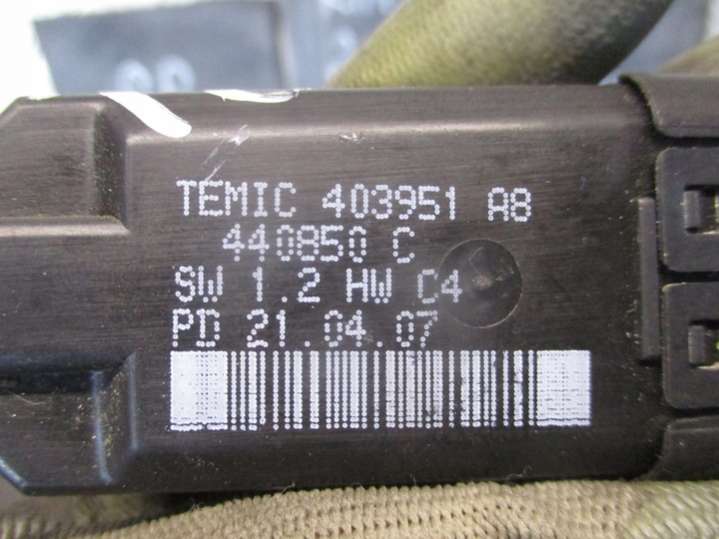 TEMIC 403951 A8
440850 C
SW 1.2 HW C4
PD 21.04.07